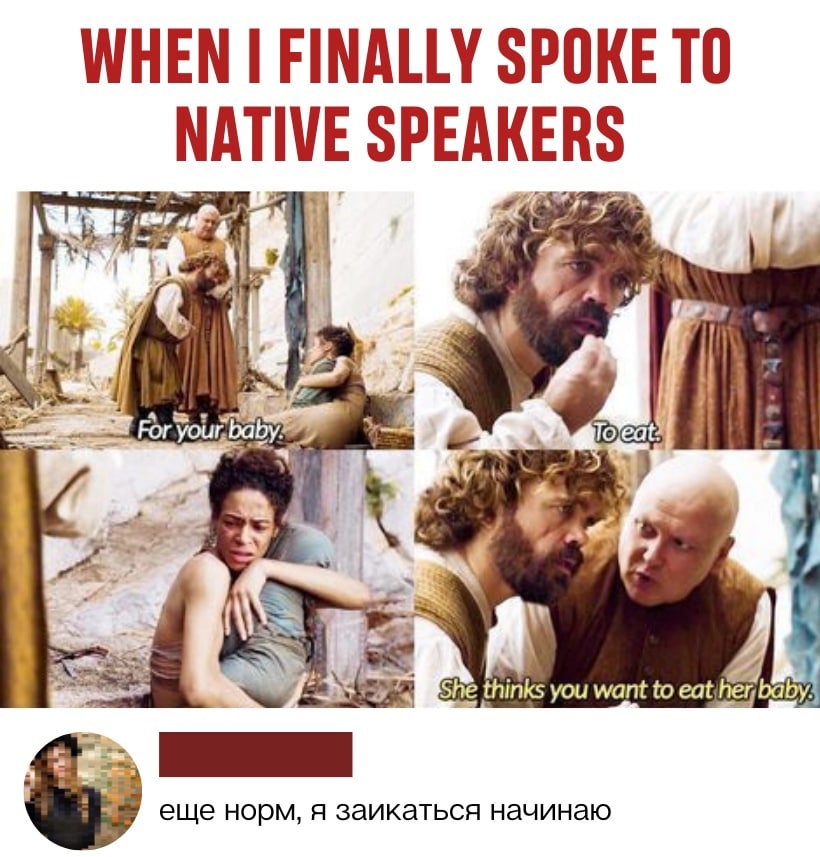 WHEN I FINALLY SPOKE TO
NATIVE SPEAKERS
For your baby.
To eat.
She thinks you want to eat her baby.
еще норм, я заикаться начинаю